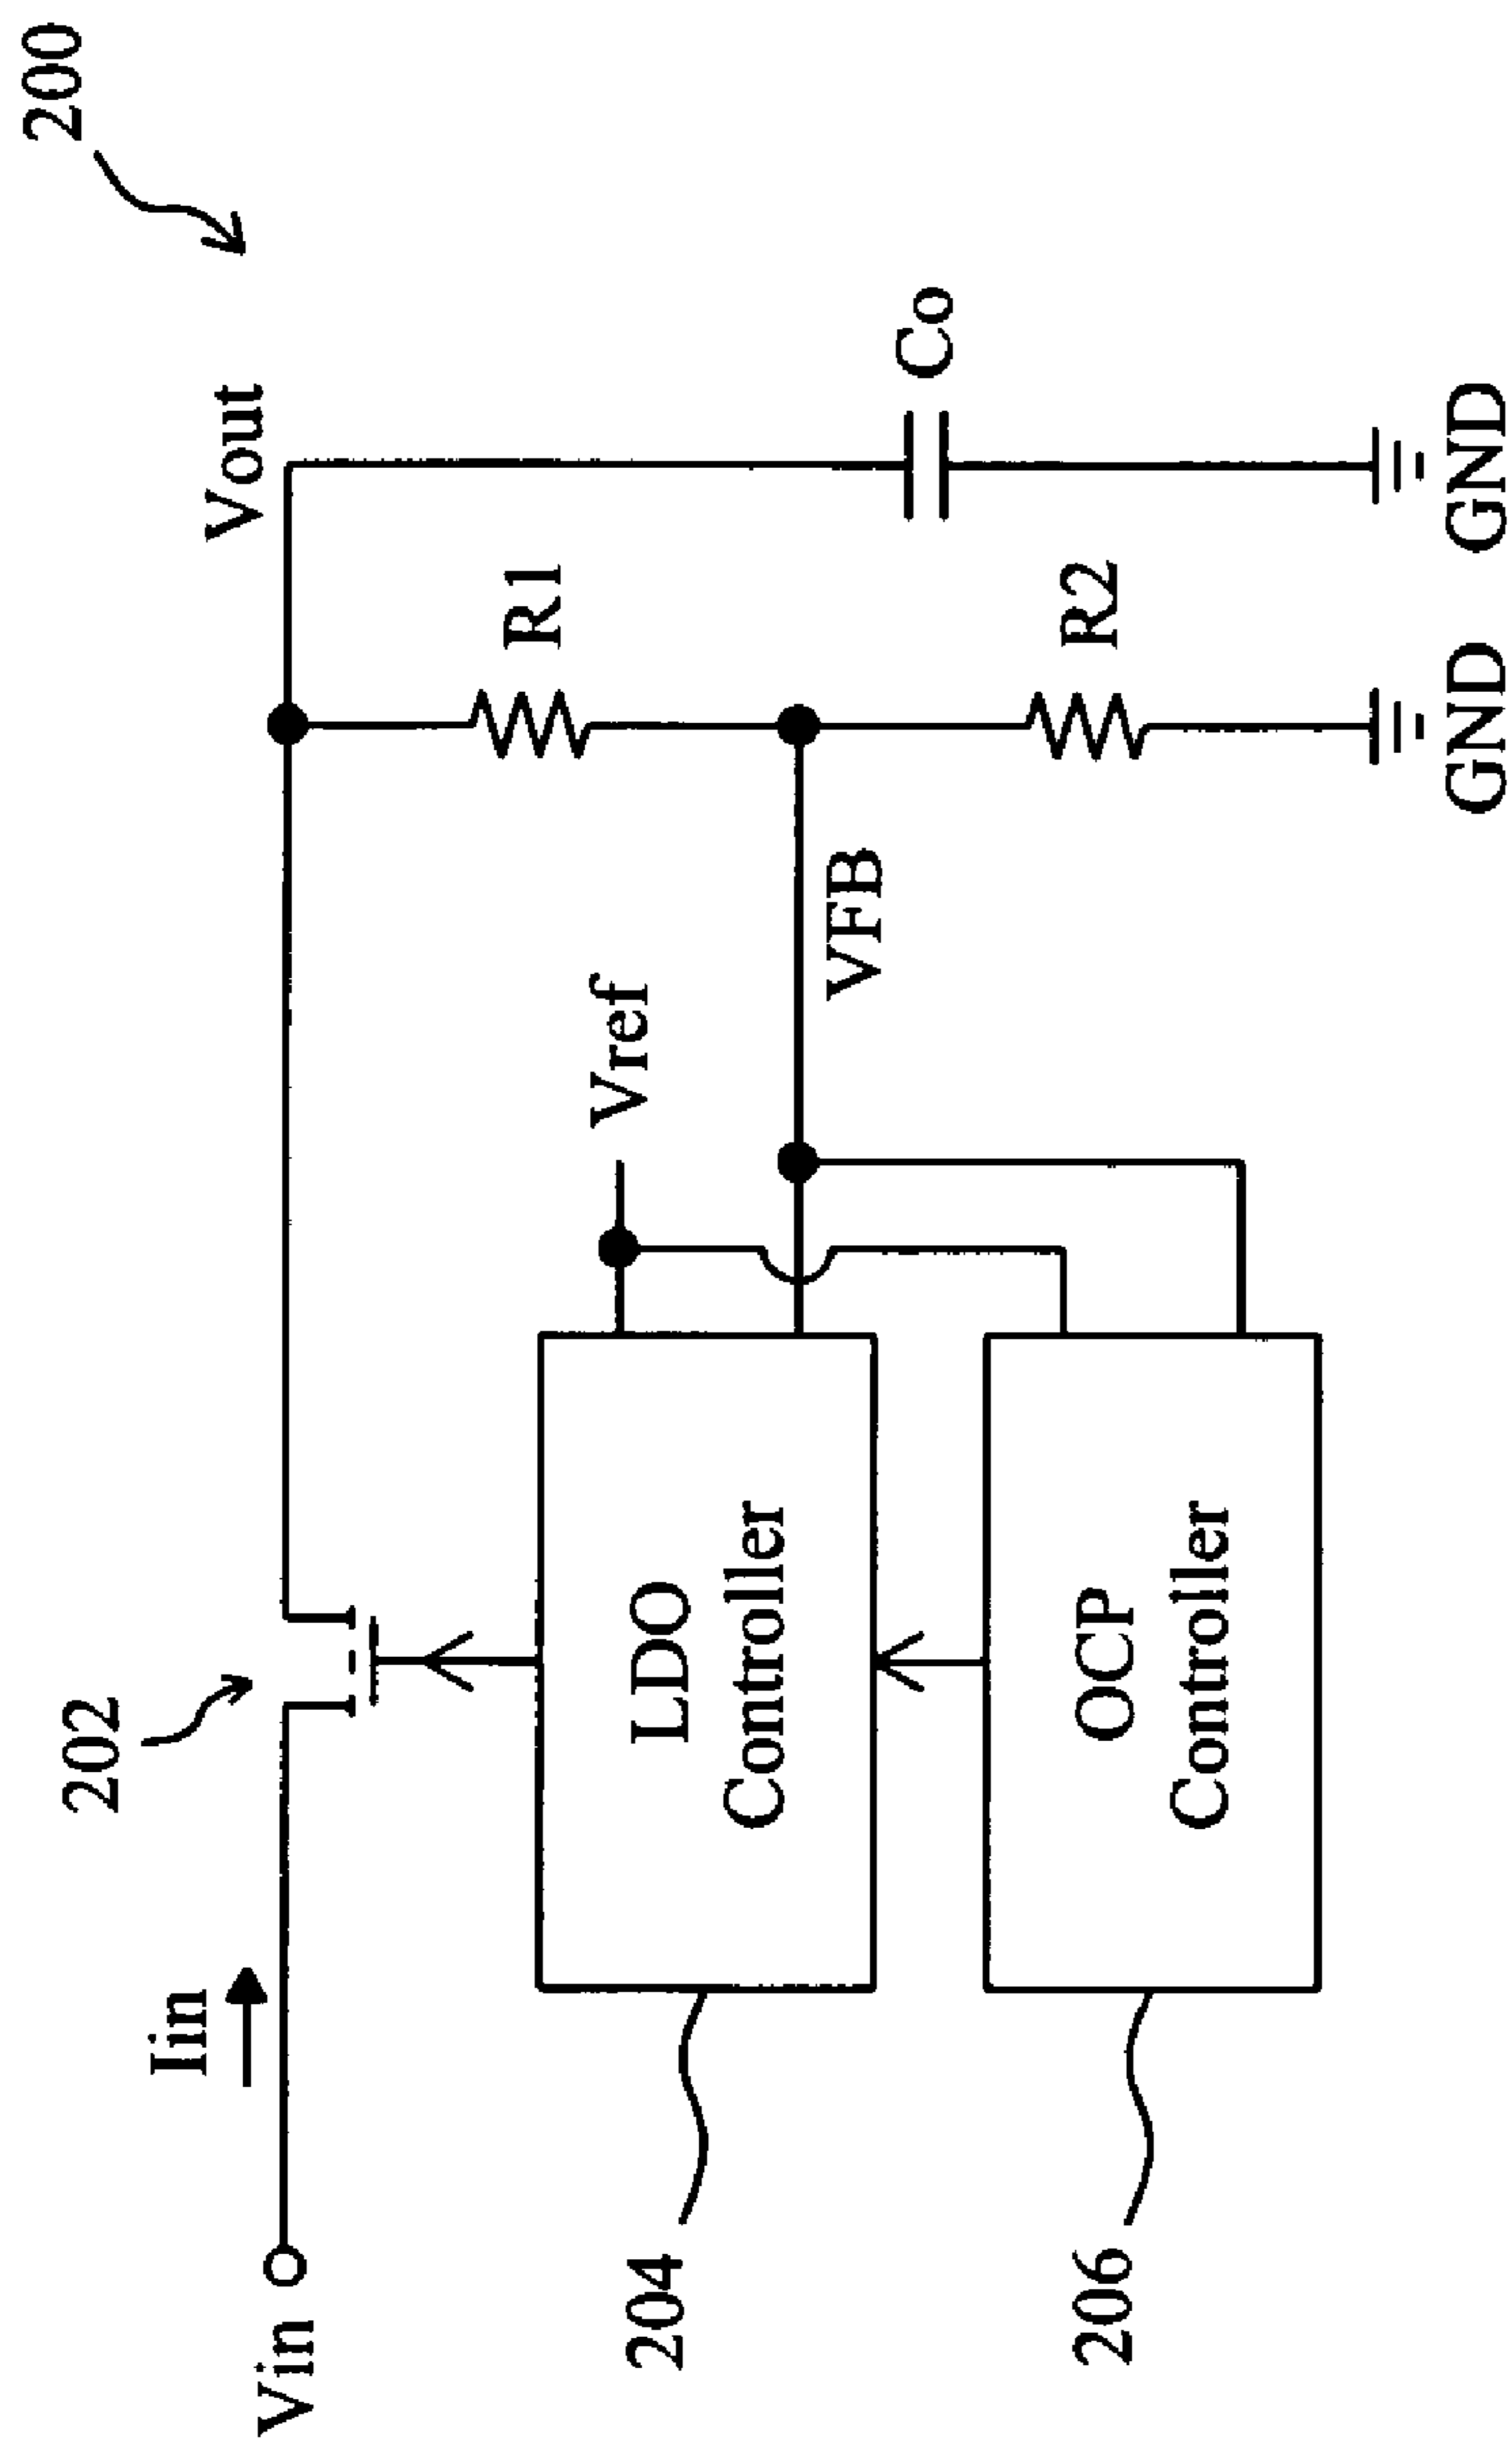 200
202
Iin
Vin
Vout
R1
Vref
LDO
Controller
204
VFB
Co
OCP
Controller
206
R2
GND
GND